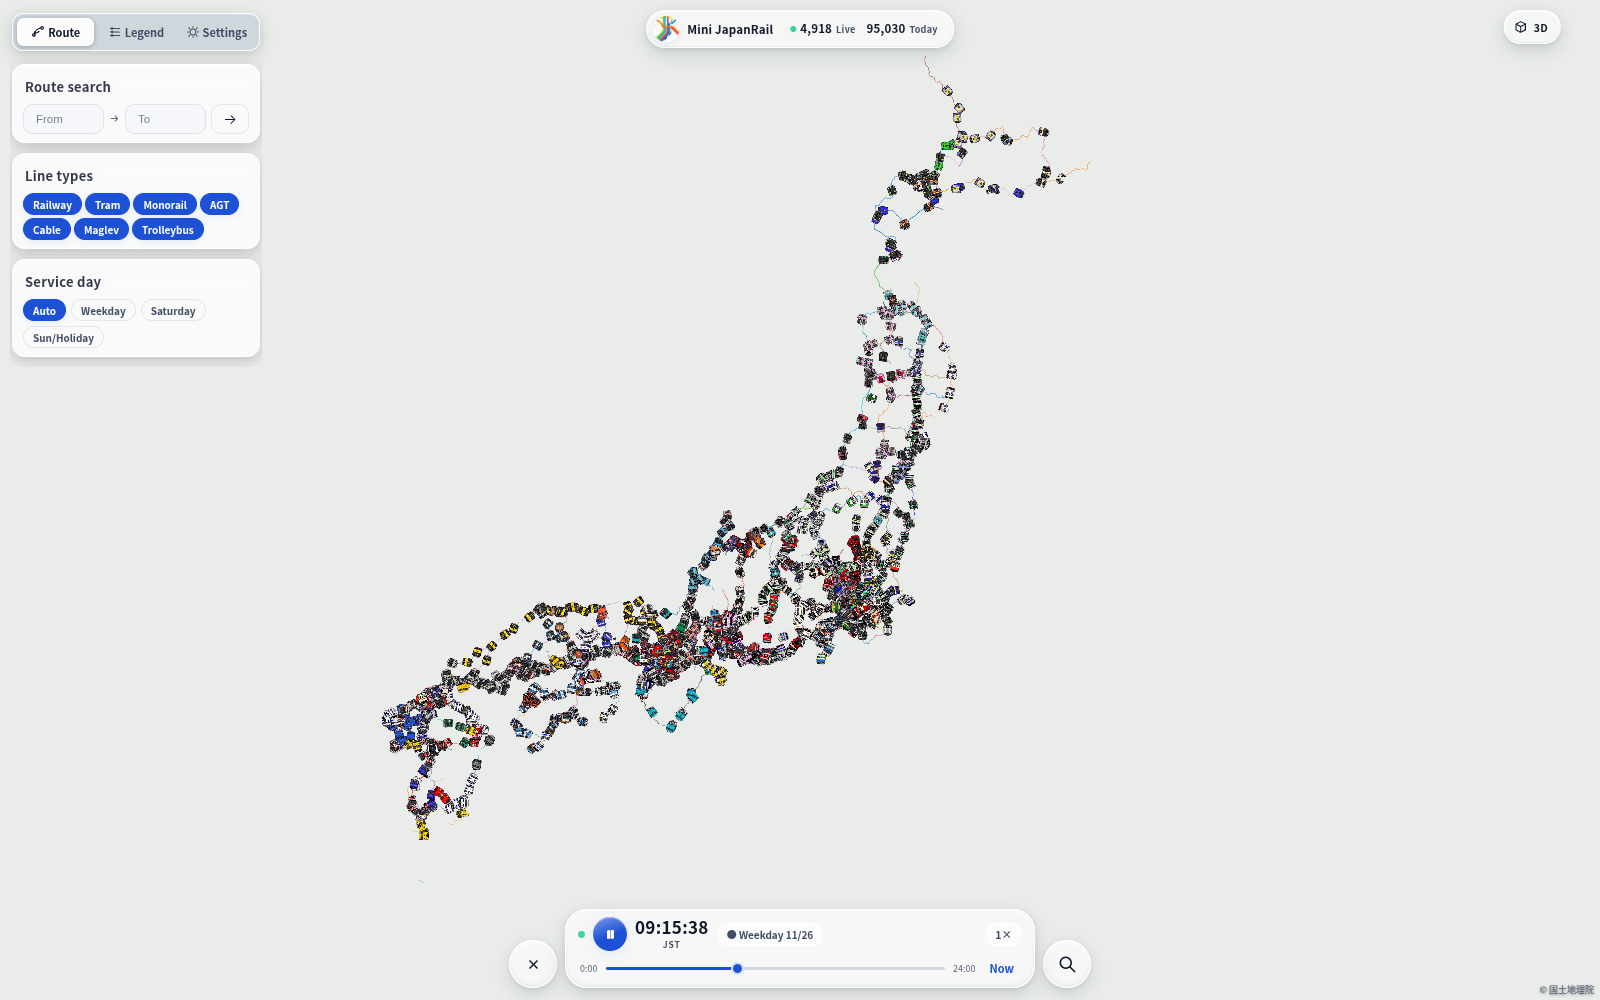 Route
Legend
Settings
Route search
From
→
To
→
Line types
Railway
Tram
Monorail
AGT
Cable
Maglev
Trolleybus
Service day
Auto
Weekday
Saturday
Sun/Holiday
Mini JapanRail
4,918 Live
95,030 Today
3D
09:15:38
JST
Weekday 11/26
1×
0:00
24:00
Now
© 国土地理院